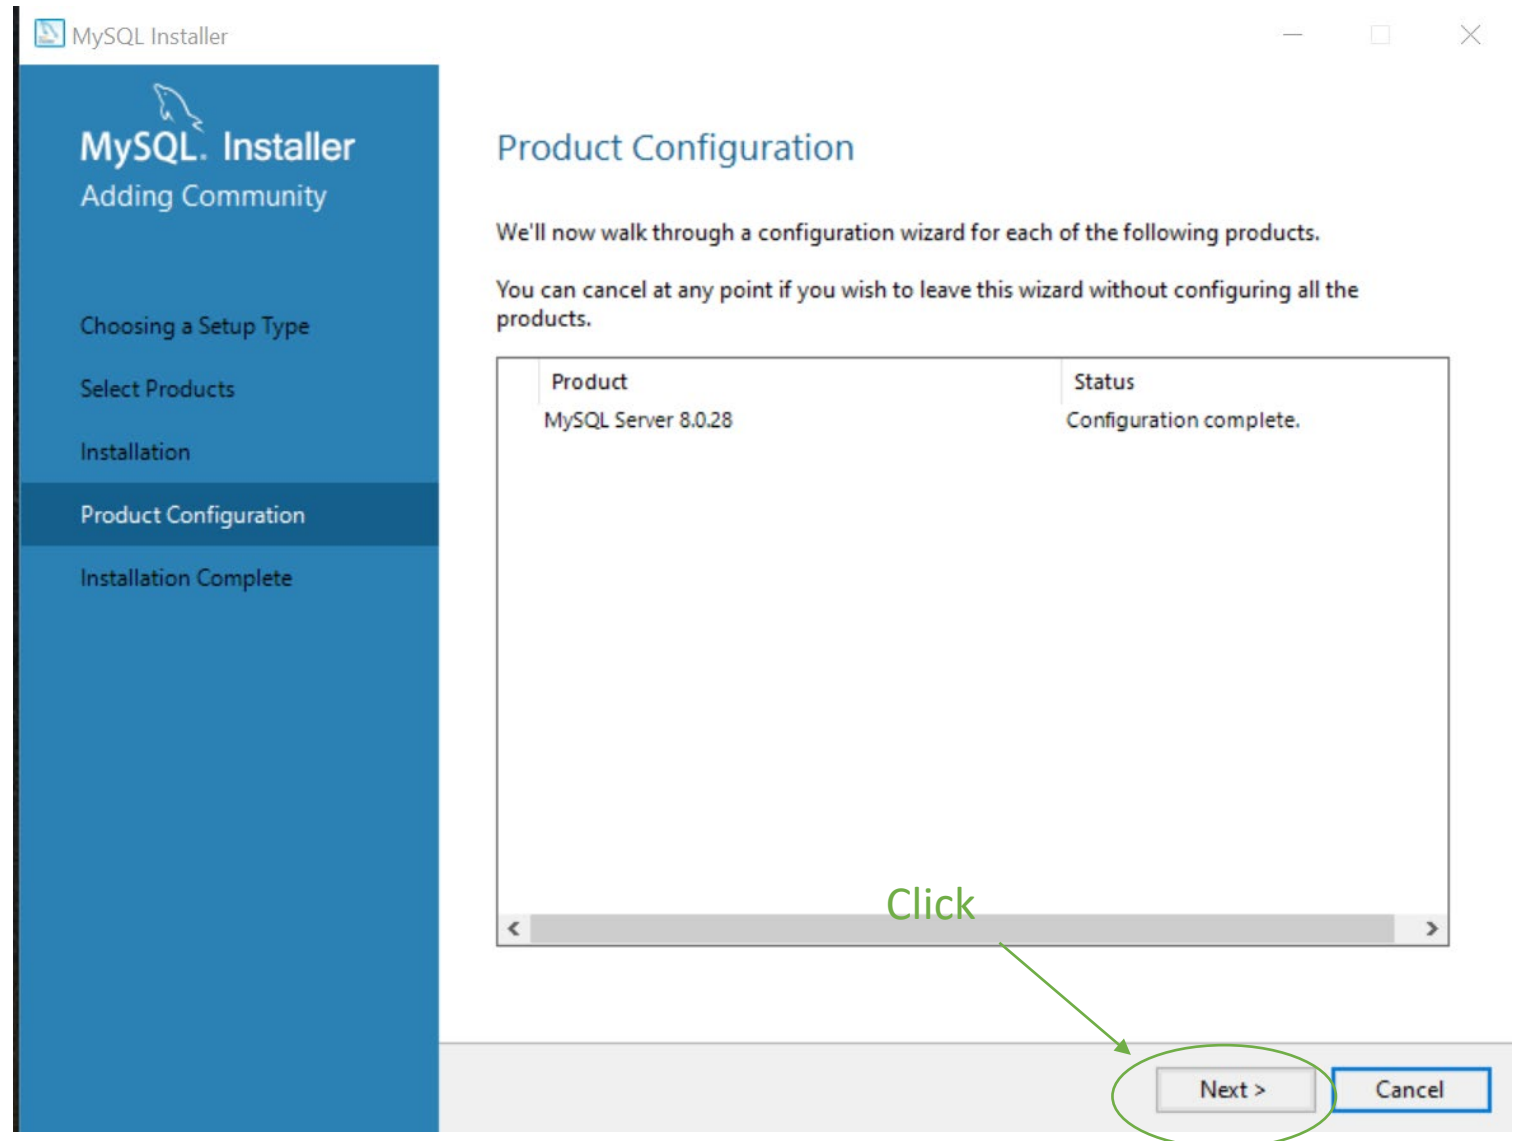 MySQL Installer
MySQL. Installer
Adding Community
Choosing a Setup Type
Select Products
Installation
Product Configuration
Installation Complete
Product Configuration
We'll now walk through a configuration wizard for each of the following products.
You can cancel at any point if you wish to leave this wizard without configuring all the
products.
Product Status
MySQL Server 8.0.28 Configuration complete.
Click
Next > Cancel